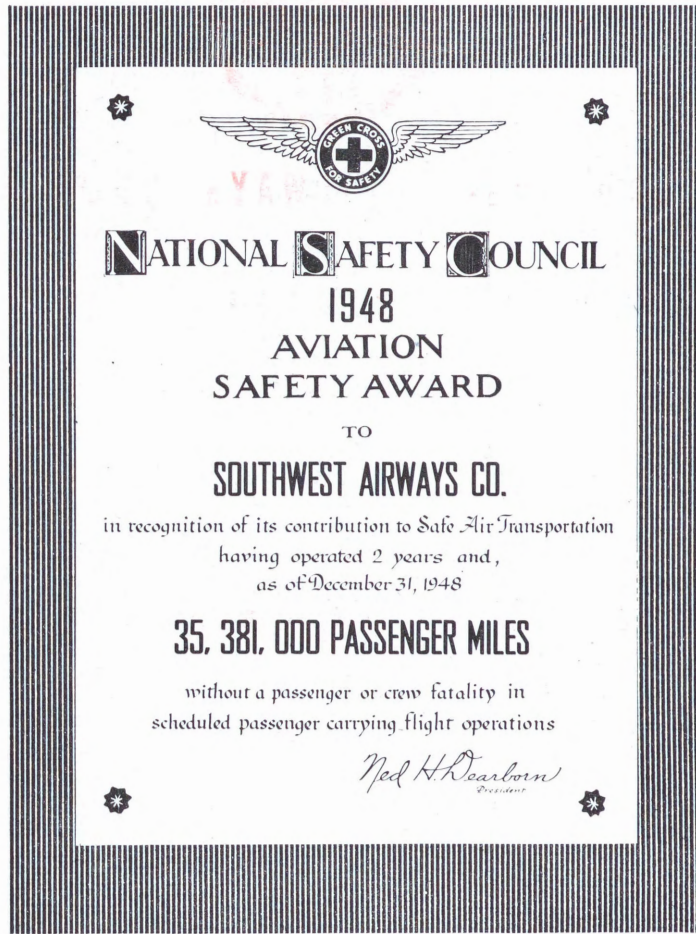 GREEN CROSS
FOR SAFETY
NATIONAL SAFETY COUNCIL
1948
AVIATION
SAFETY AWARD
TO
SOUTHWEST AIRWAYS CO.
in recognition of its contribution to Safe Air Transportation
having operated 2 years and,
as of December 31, 1948
35, 381, 000 PASSENGER MILES
without a passenger or crew fatality in
scheduled passenger carrying flight operations
Ned H. Dearborn
President